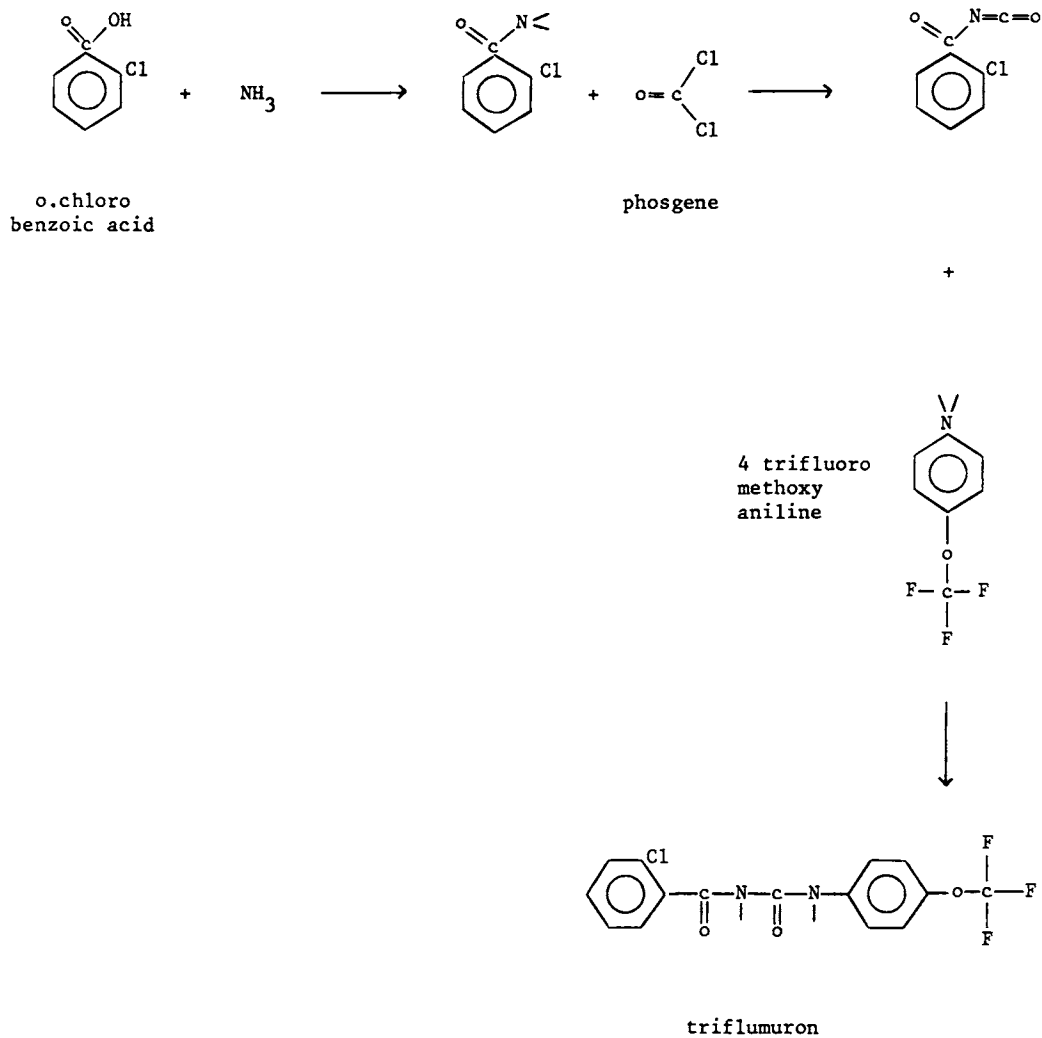 O OH
C
Cl
+ NH3
O N
C
Cl
+ O=C
Cl
Cl
O N=C=O
C
Cl
o.chloro
benzoic acid
phosgene
+
N
4 trifluoro
methoxy
aniline
O
F-C-F
F
Cl
C-N-C-N
O O
O-C-F
F
F
triflumuron